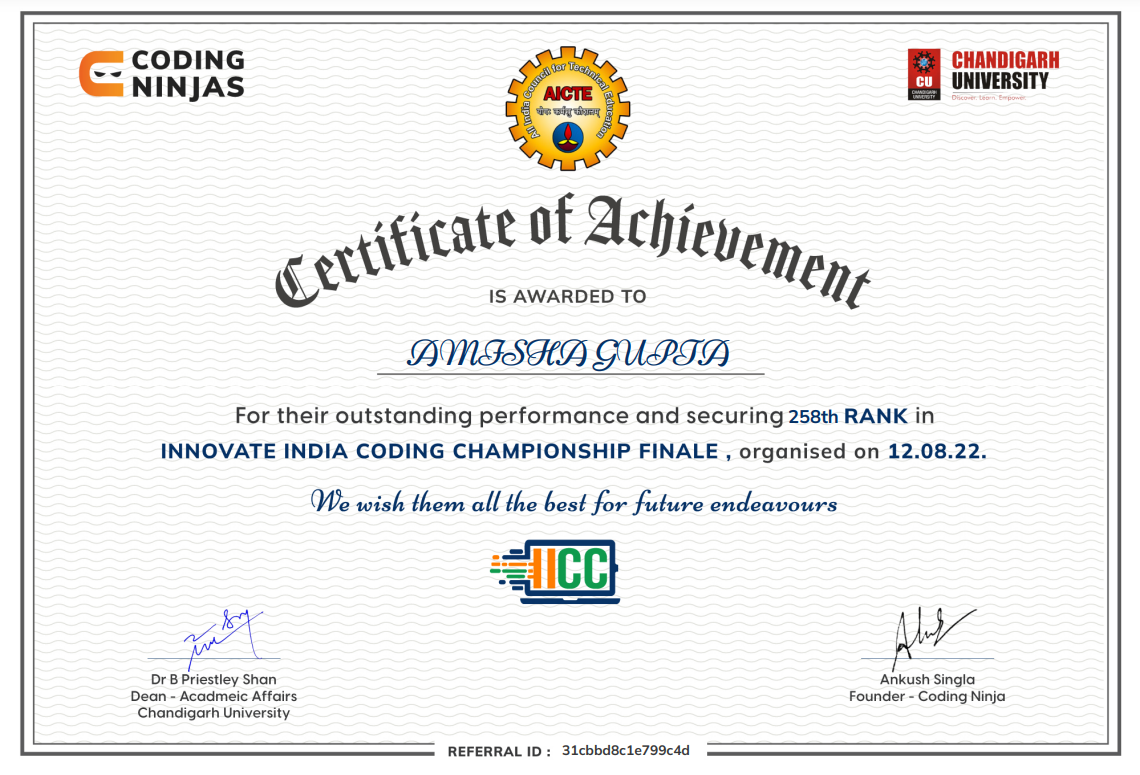 CODING
NINJAS
All India Council for Technical Education
AICTE
योगः कर्मसु कौशलम्
CU
CHANDIGARH
UNIVERSITY
CHANDIGARH
UNIVERSITY
Discover. Learn. Empower.
Certificate of Achievement
IS AWARDED TO
AMISHA GUPTA
For their outstanding performance and securing 258th RANK in
INNOVATE INDIA CODING CHAMPIONSHIP FINALE , organised on 12.08.22.
We wish them all the best for future endeavours
IICC
Dr B Priestley Shan
Dean - Acadmeic Affairs
Chandigarh University
Ankush Singla
Founder - Coding Ninja
REFERRAL ID : 31cbbd8c1e799c4d